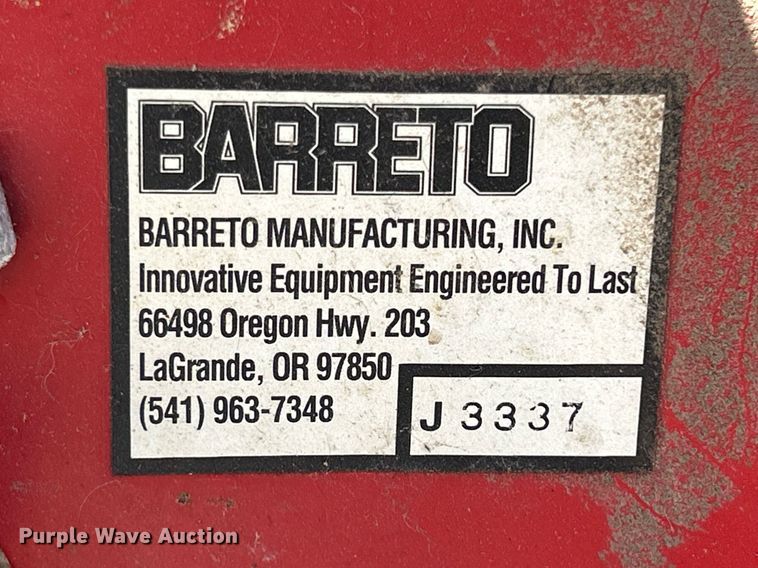 BARRETO
BARRETO MANUFACTURING, INC.
Innovative Equipment Engineered To Last
66498 Oregon Hwy. 203
LaGrande, OR 97850
(541) 963-7348
J 3337
Purple Wave Auction